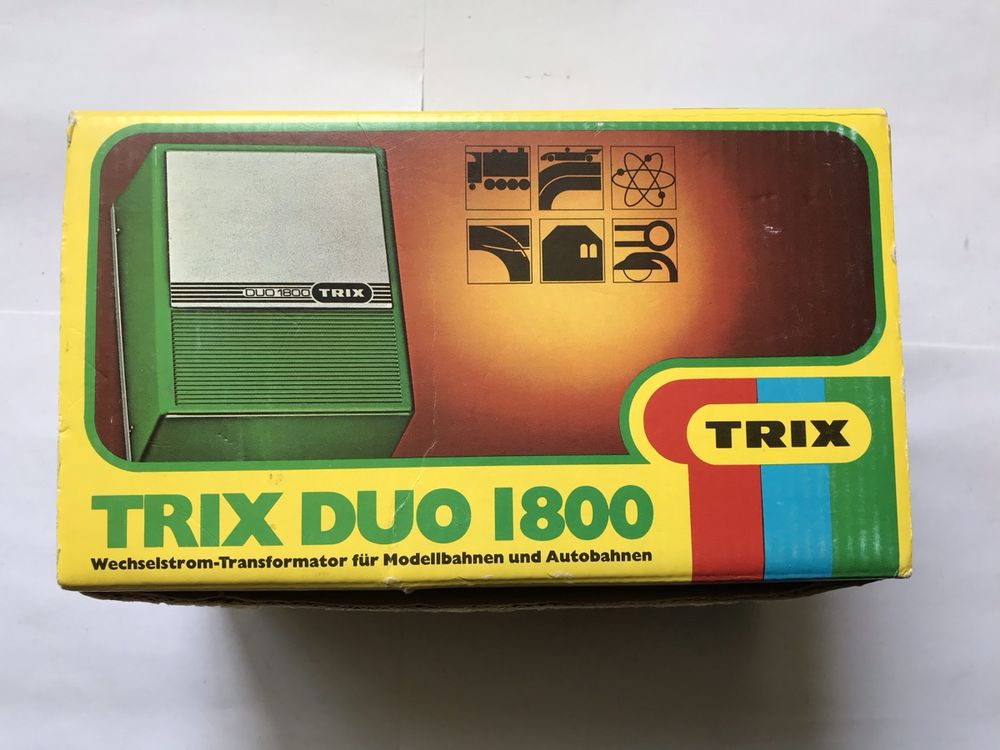 DUO 1800 TRIX
TRIX
TRIX DUO 1800
Wechselstrom-Transformator für Modellbahnen und Autobahnen